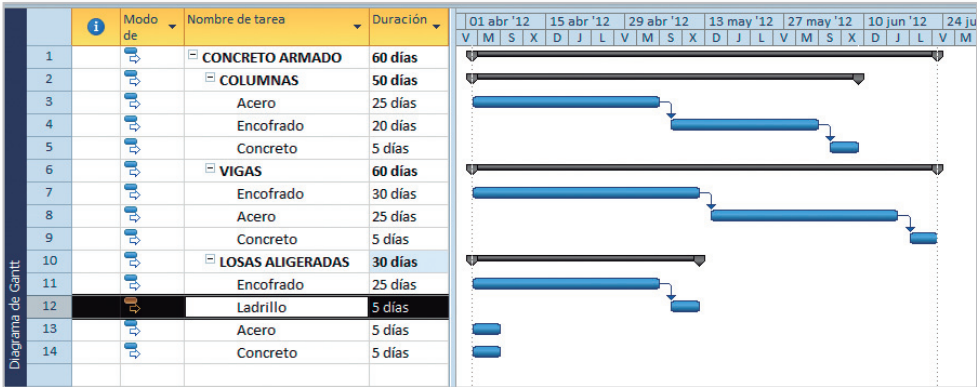 Modo de Nombre de tarea Duración
01 abr '12 15 abr '12 29 abr '12 13 may '12 27 may '12 10 jun '12 24 ju
V M S X D J L V M S X D J L V M S X D J L V M
1 CONCRETO ARMADO 60 días
2 COLUMNAS 50 días
3 Acero 25 días
4 Encofrado 20 días
5 Concreto 5 días
6 VIGAS 60 días
7 Encofrado 30 días
8 Acero 25 días
9 Concreto 5 días
10 LOSAS ALIGERADAS 30 días
11 Encofrado 25 días
12 Ladrillo 5 días
13 Acero 5 días
14 Concreto 5 días
Diagrama de Gantt